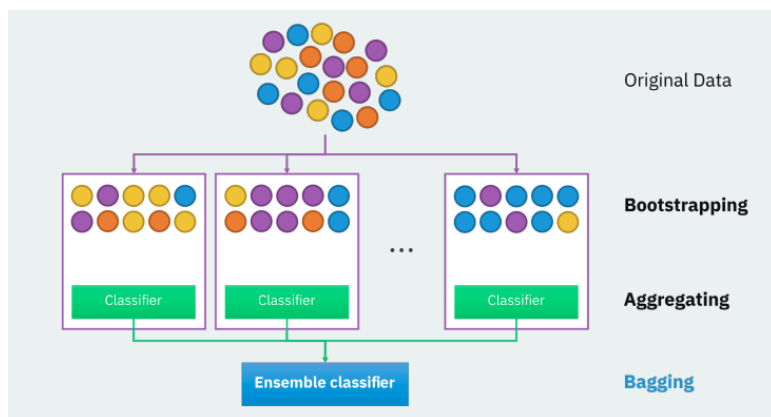 Original Data
Bootstrapping
...
Classifier
Classifier
Classifier
Aggregating
Ensemble classifier
Bagging